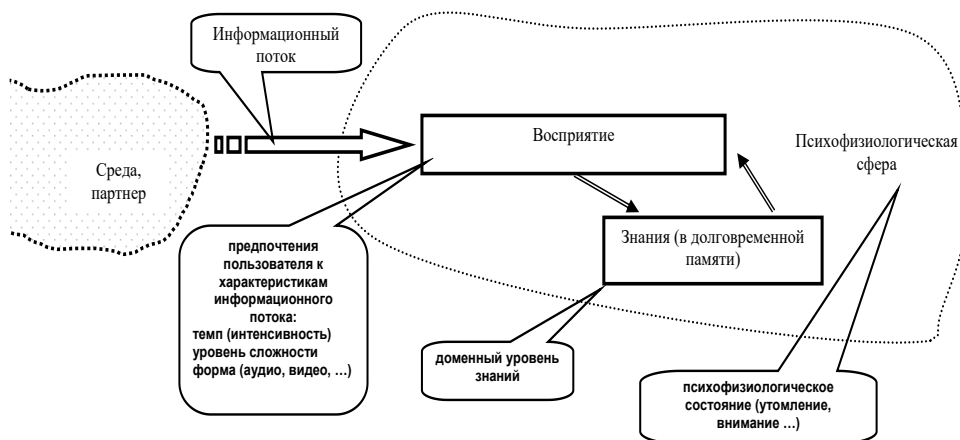 Информационный
поток
Восприятие
Психофизиологическая
сфера
Среда,
партнер
Знания (в долговременной
памяти)
предпочтения
пользователя к
характеристикам
информационного
потока:
темп (интенсивность)
уровень сложности
форма (аудио, видео, ...)
доменный уровень
знаний
психофизиологическое
состояние (утомление,
внимание ...)